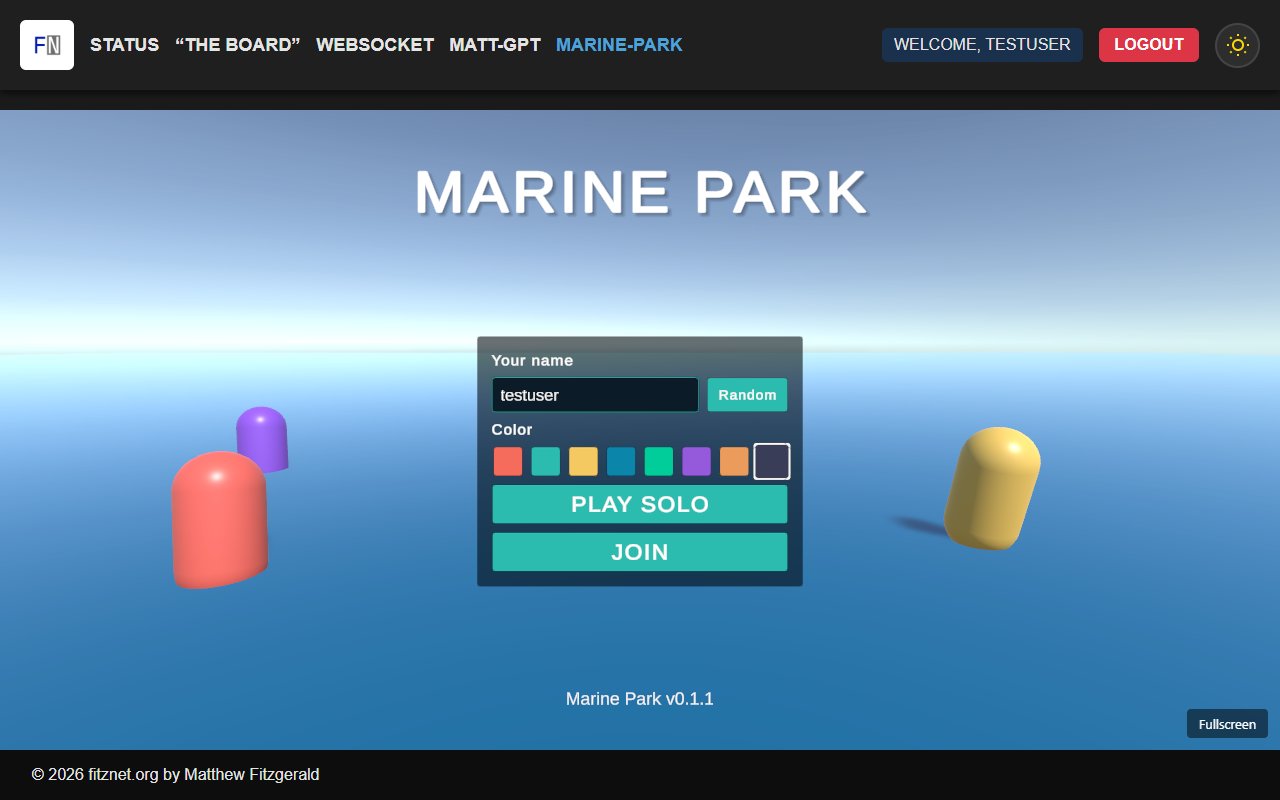 FN STATUS “THE BOARD” WEBSOCKET MATT-GPT MARINE-PARK WELCOME, TESTUSER LOGOUT
MARINE PARK
Your name
testuser Random
Color
PLAY SOLO
JOIN
Marine Park v0.1.1
Fullscreen
© 2026 fitznet.org by Matthew Fitzgerald